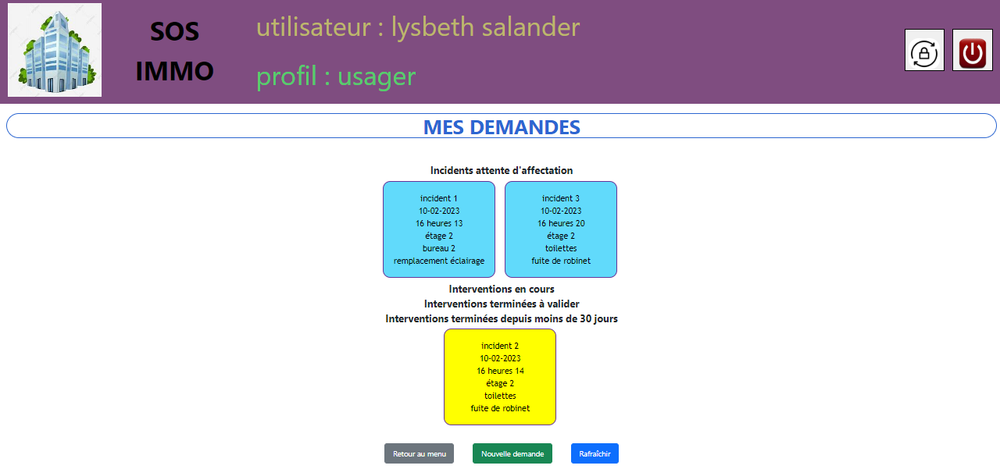 SOS
IMMO
utilisateur : lysbeth salander
profil : usager
MES DEMANDES
Incidents attente d'affectation
incident 1
10-02-2023
16 heures 13
étage 2
bureau 2
remplacement éclairage
incident 3
10-02-2023
16 heures 20
étage 2
toilettes
fuite de robinet
Interventions en cours
Interventions terminées à valider
Interventions terminées depuis moins de 30 jours
incident 2
10-02-2023
16 heures 14
étage 2
toilettes
fuite de robinet
Retour au menu
Nouvelle demande
Rafraîchir